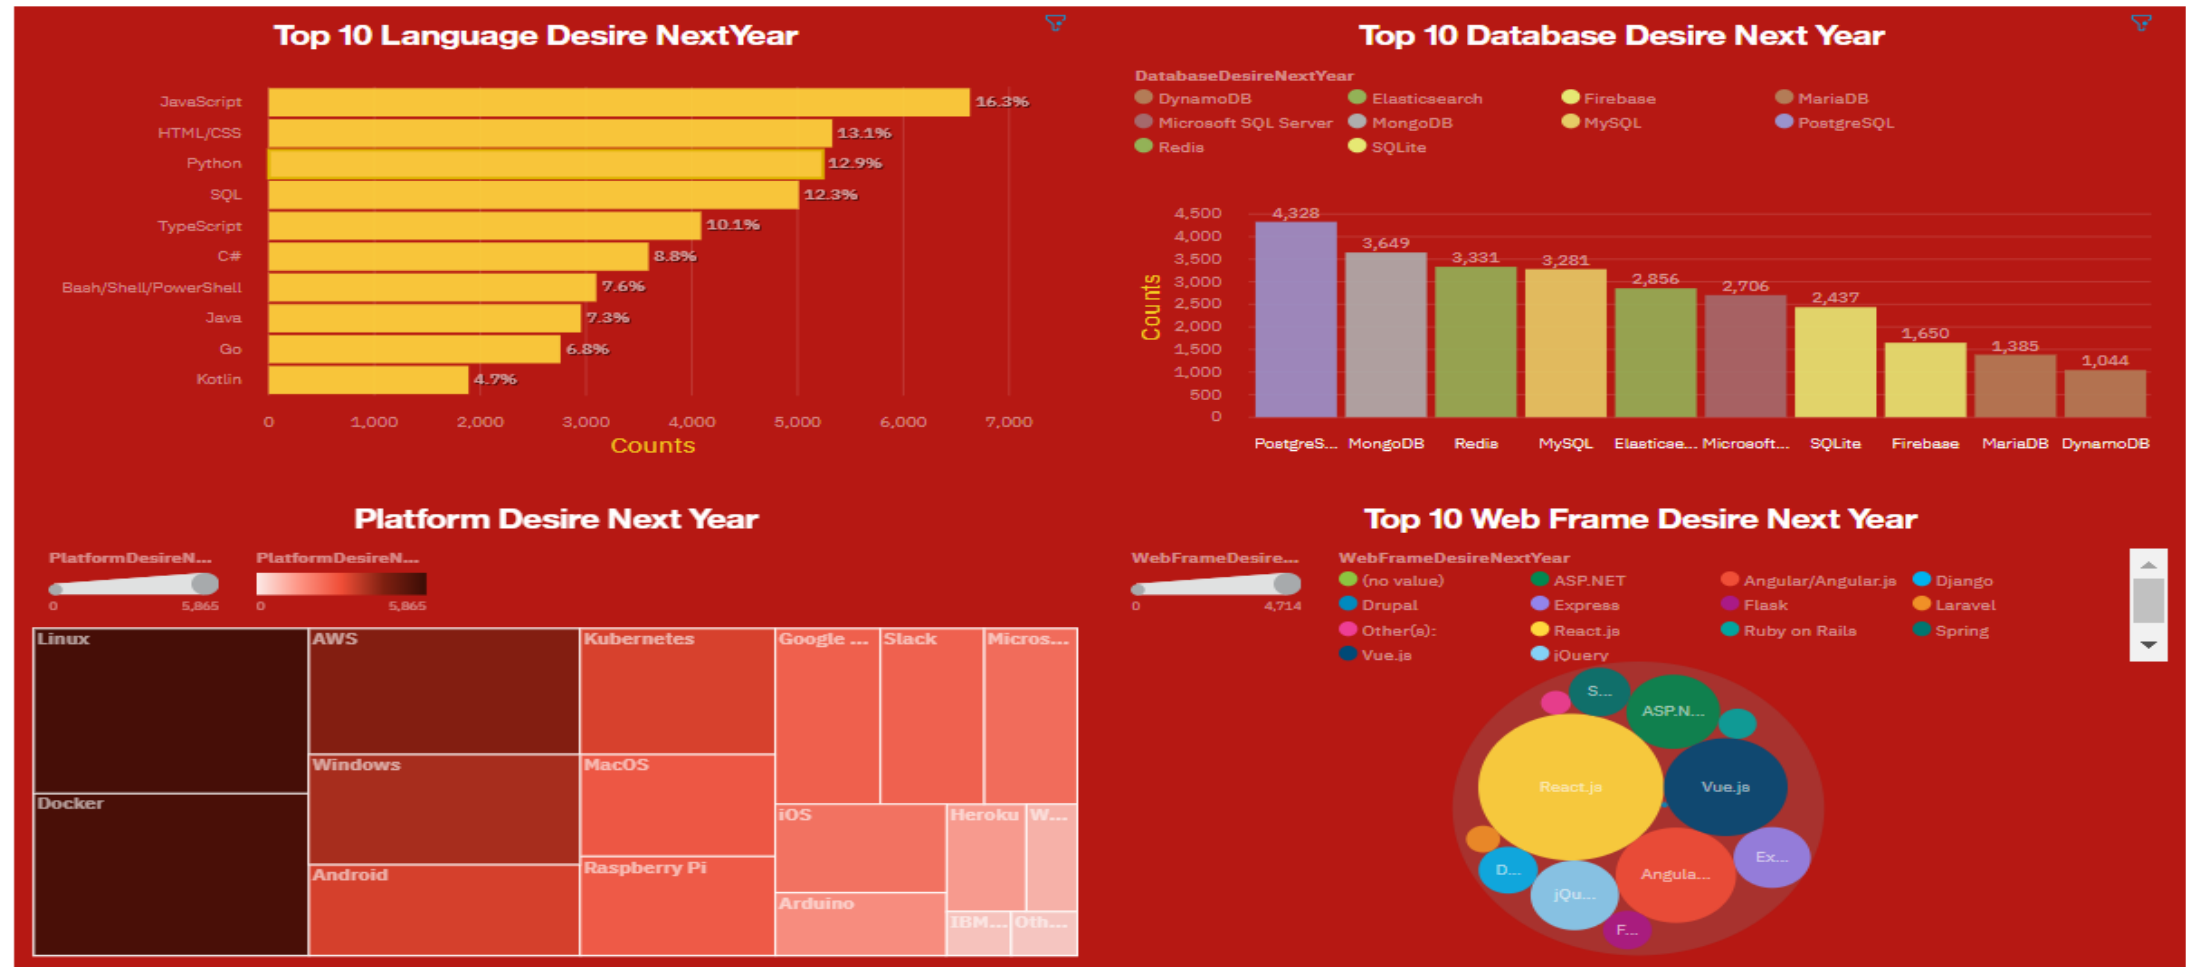 Top 10 Language Desire NextYear
JavaScript 16.3%
HTML/CSS 13.1%
Python 12.9%
SQL 12.3%
TypeScript 10.1%
C# 8.8%
Bash/Shell/PowerShell 7.6%
Java 7.3%
Go 6.8%
Kotlin 4.7%
0 1,000 2,000 3,000 4,000 5,000 6,000 7,000
Counts
Top 10 Database Desire Next Year
DatabaseDesireNextYear
DynamoDB Elasticsearch Firebase MariaDB
Microsoft SQL Server MongoDB MySQL PostgreSQL
Redis SQLite
Counts
4,500
4,000
3,500
3,000
2,500
2,000
1,500
1,000
500
0
4,328 3,649 3,331 3,281 2,856 2,706 2,437 1,650 1,385 1,044
PostgreS... MongoDB Redis MySQL Elasticse... Microsoft... SQLite Firebase MariaDB DynamoDB
Platform Desire Next Year
PlatformDesireN... PlatformDesireN...
0 5,865 0 5,865
Linux AWS Kubernetes Google ... Slack Micros...
Windows MacOS
Docker
iOS Heroku W...
Android Raspberry Pi
Arduino
IBM... Oth...
Top 10 Web Frame Desire Next Year
WebFrameDesire... WebFrameDesireNextYear
0 4,714
(no value) ASP.NET Angular/Angular.js Django
Drupal Express Flask Laravel
Other(s): React.js Ruby on Rails Spring
Vue.js jQuery
S...
ASP.N...
React.js Vue.js
Ex...
D... Angula...
jQu...
F...